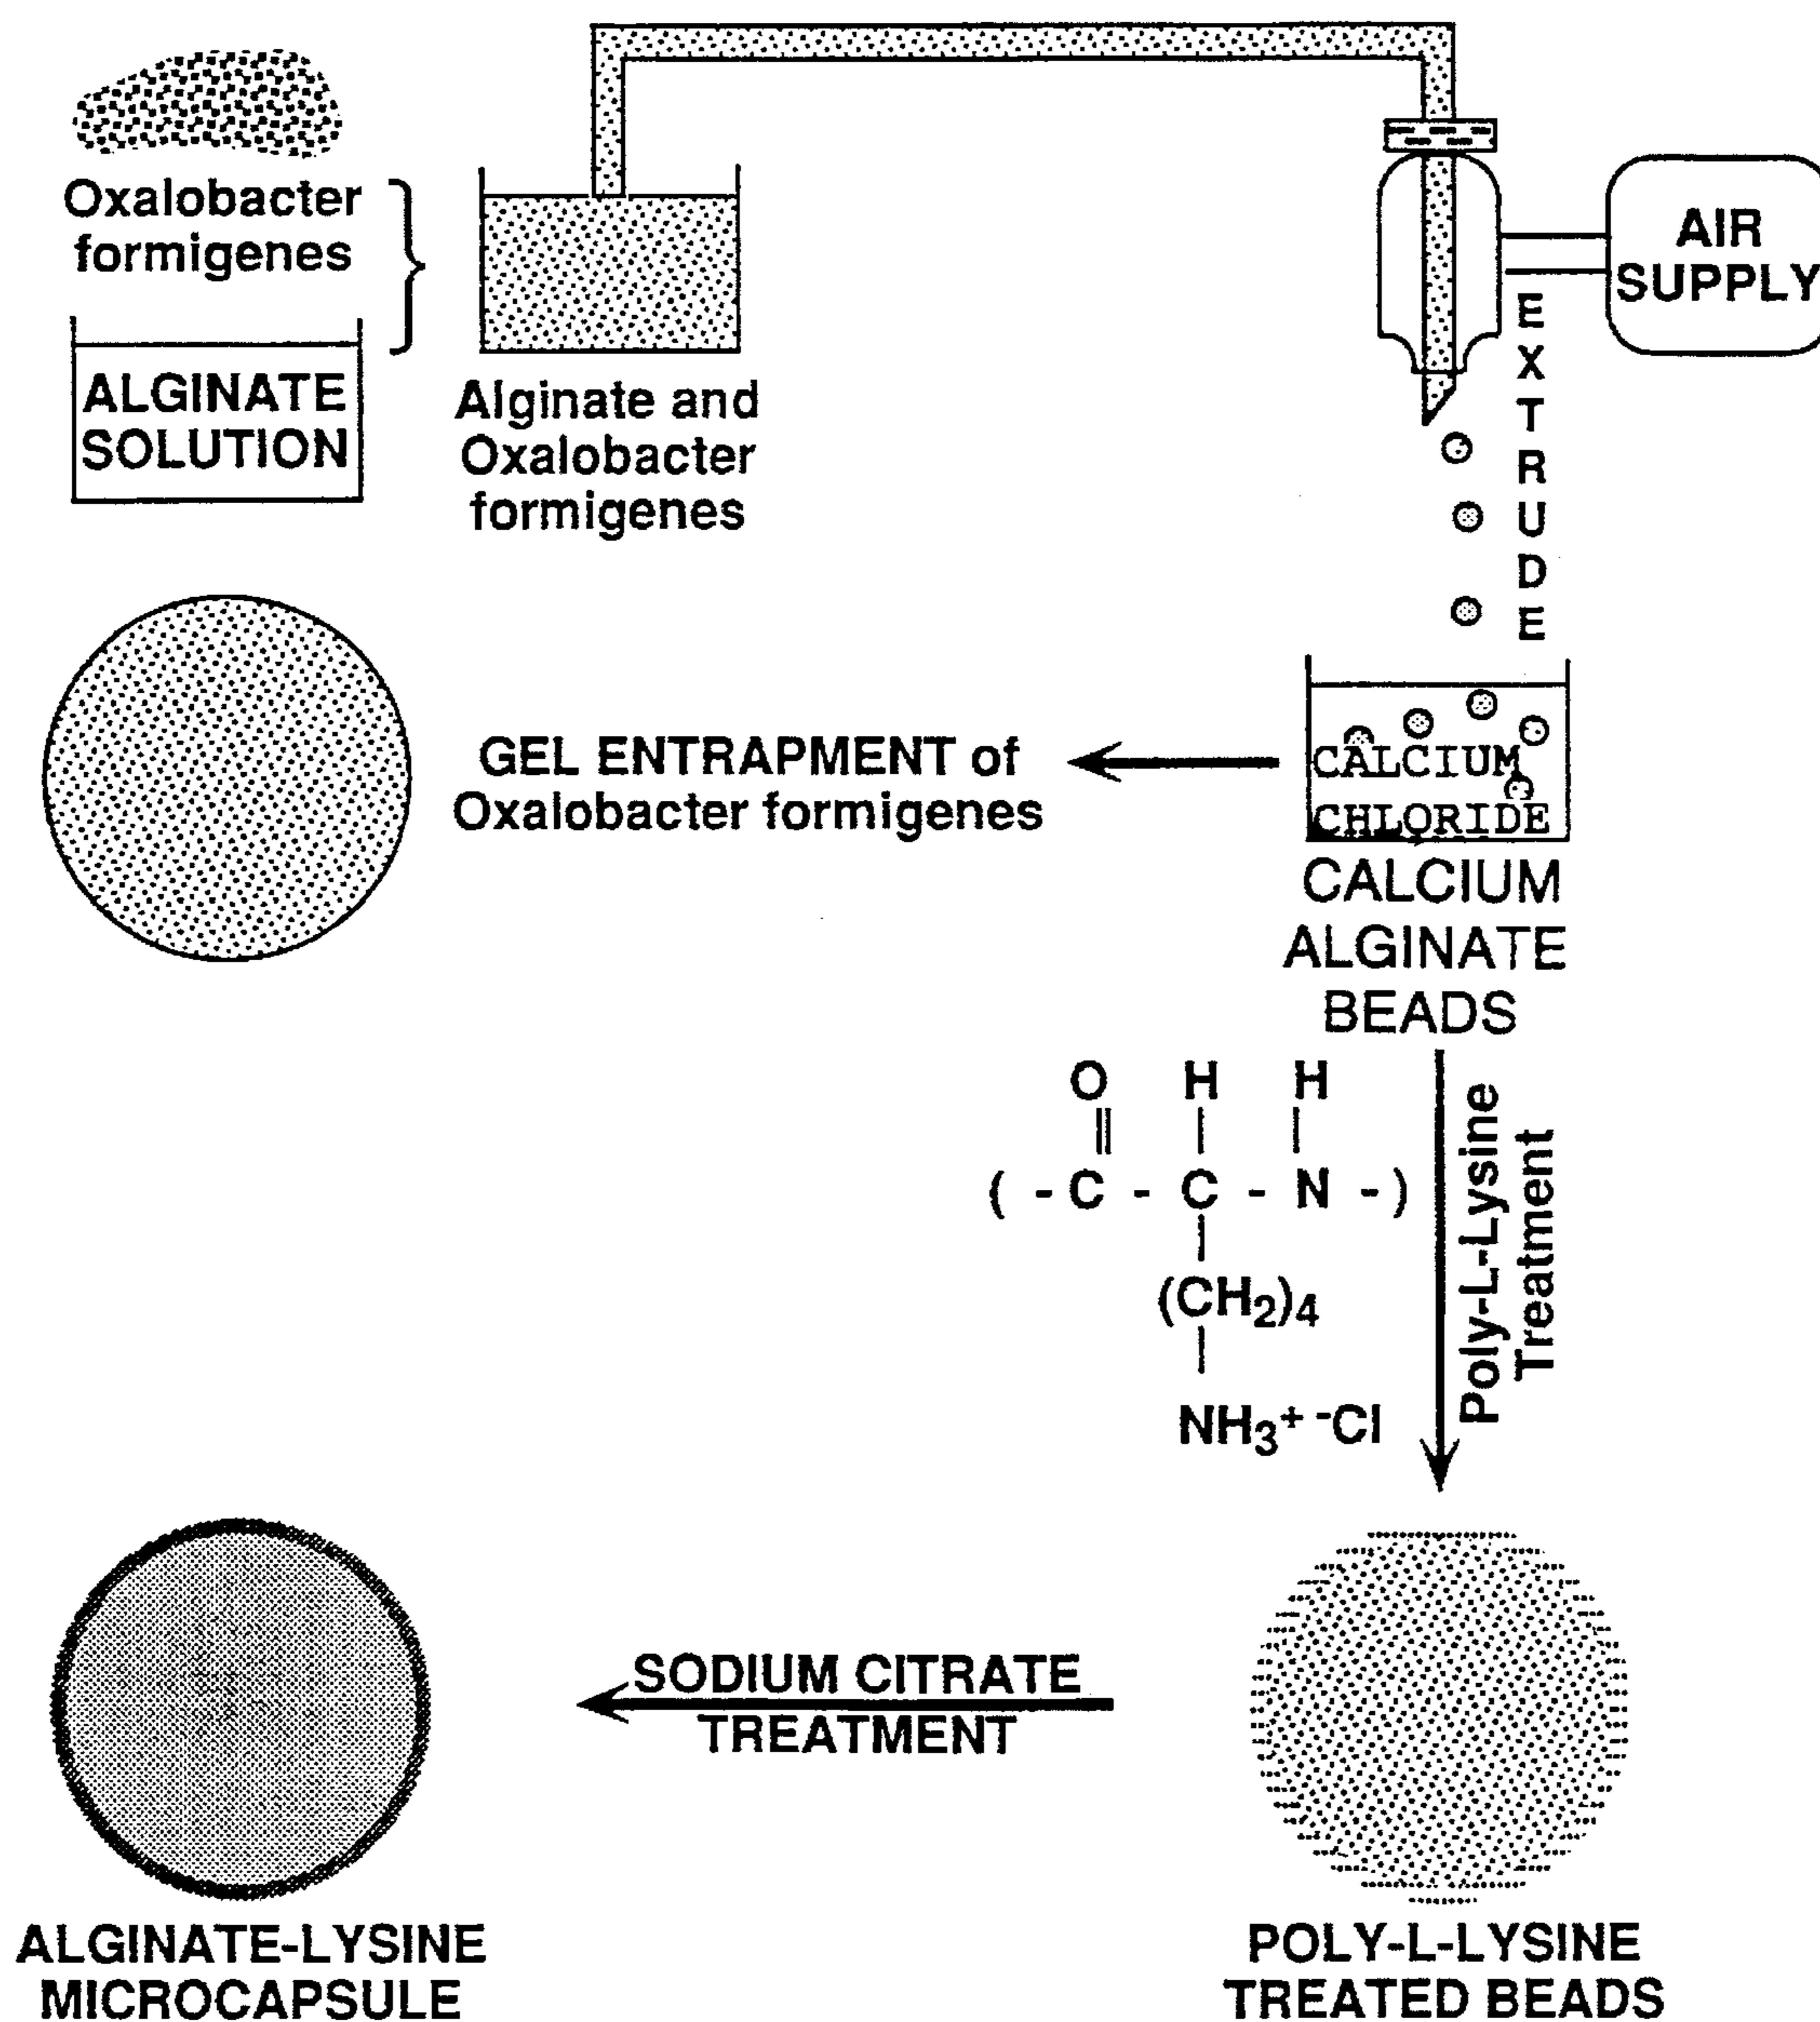 Oxalobacter
formigenes
ALGINATE
SOLUTION
Alginate and
Oxalobacter
formigenes
AIR
SUPPLY
EXTRUDE
GEL ENTRAPMENT of
Oxalobacter formigenes
CALCIUM
CHLORIDE
CALCIUM
ALGINATE
BEADS
O H H
( - C - C - N - )
(CH₂)₄
NH₃⁺ ⁻Cl
Poly-L-Lysine
Treatment
SODIUM CITRATE
TREATMENT
ALGINATE-LYSINE
MICROCAPSULE
POLY-L-LYSINE
TREATED BEADS